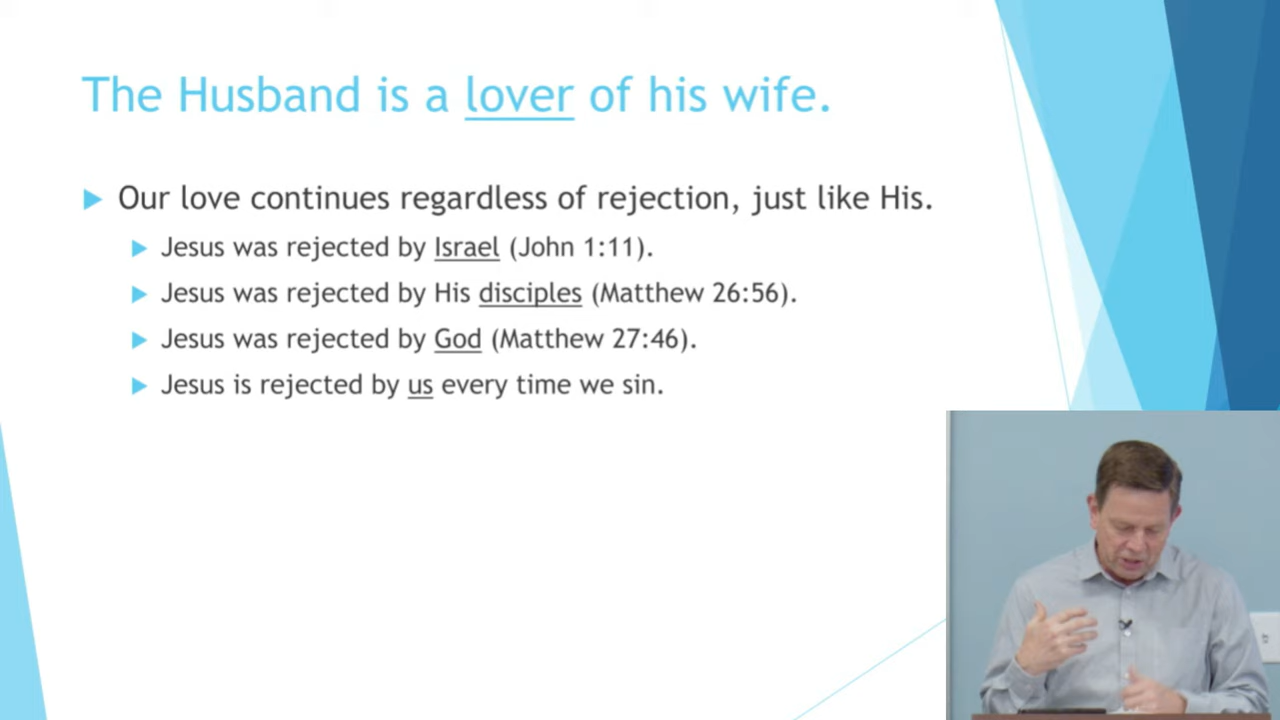 The Husband is a lover of his wife.
Our love continues regardless of rejection, just like His.
Jesus was rejected by Israel (John 1:11).
Jesus was rejected by His disciples (Matthew 26:56).
Jesus was rejected by God (Matthew 27:46).
Jesus is rejected by us every time we sin.